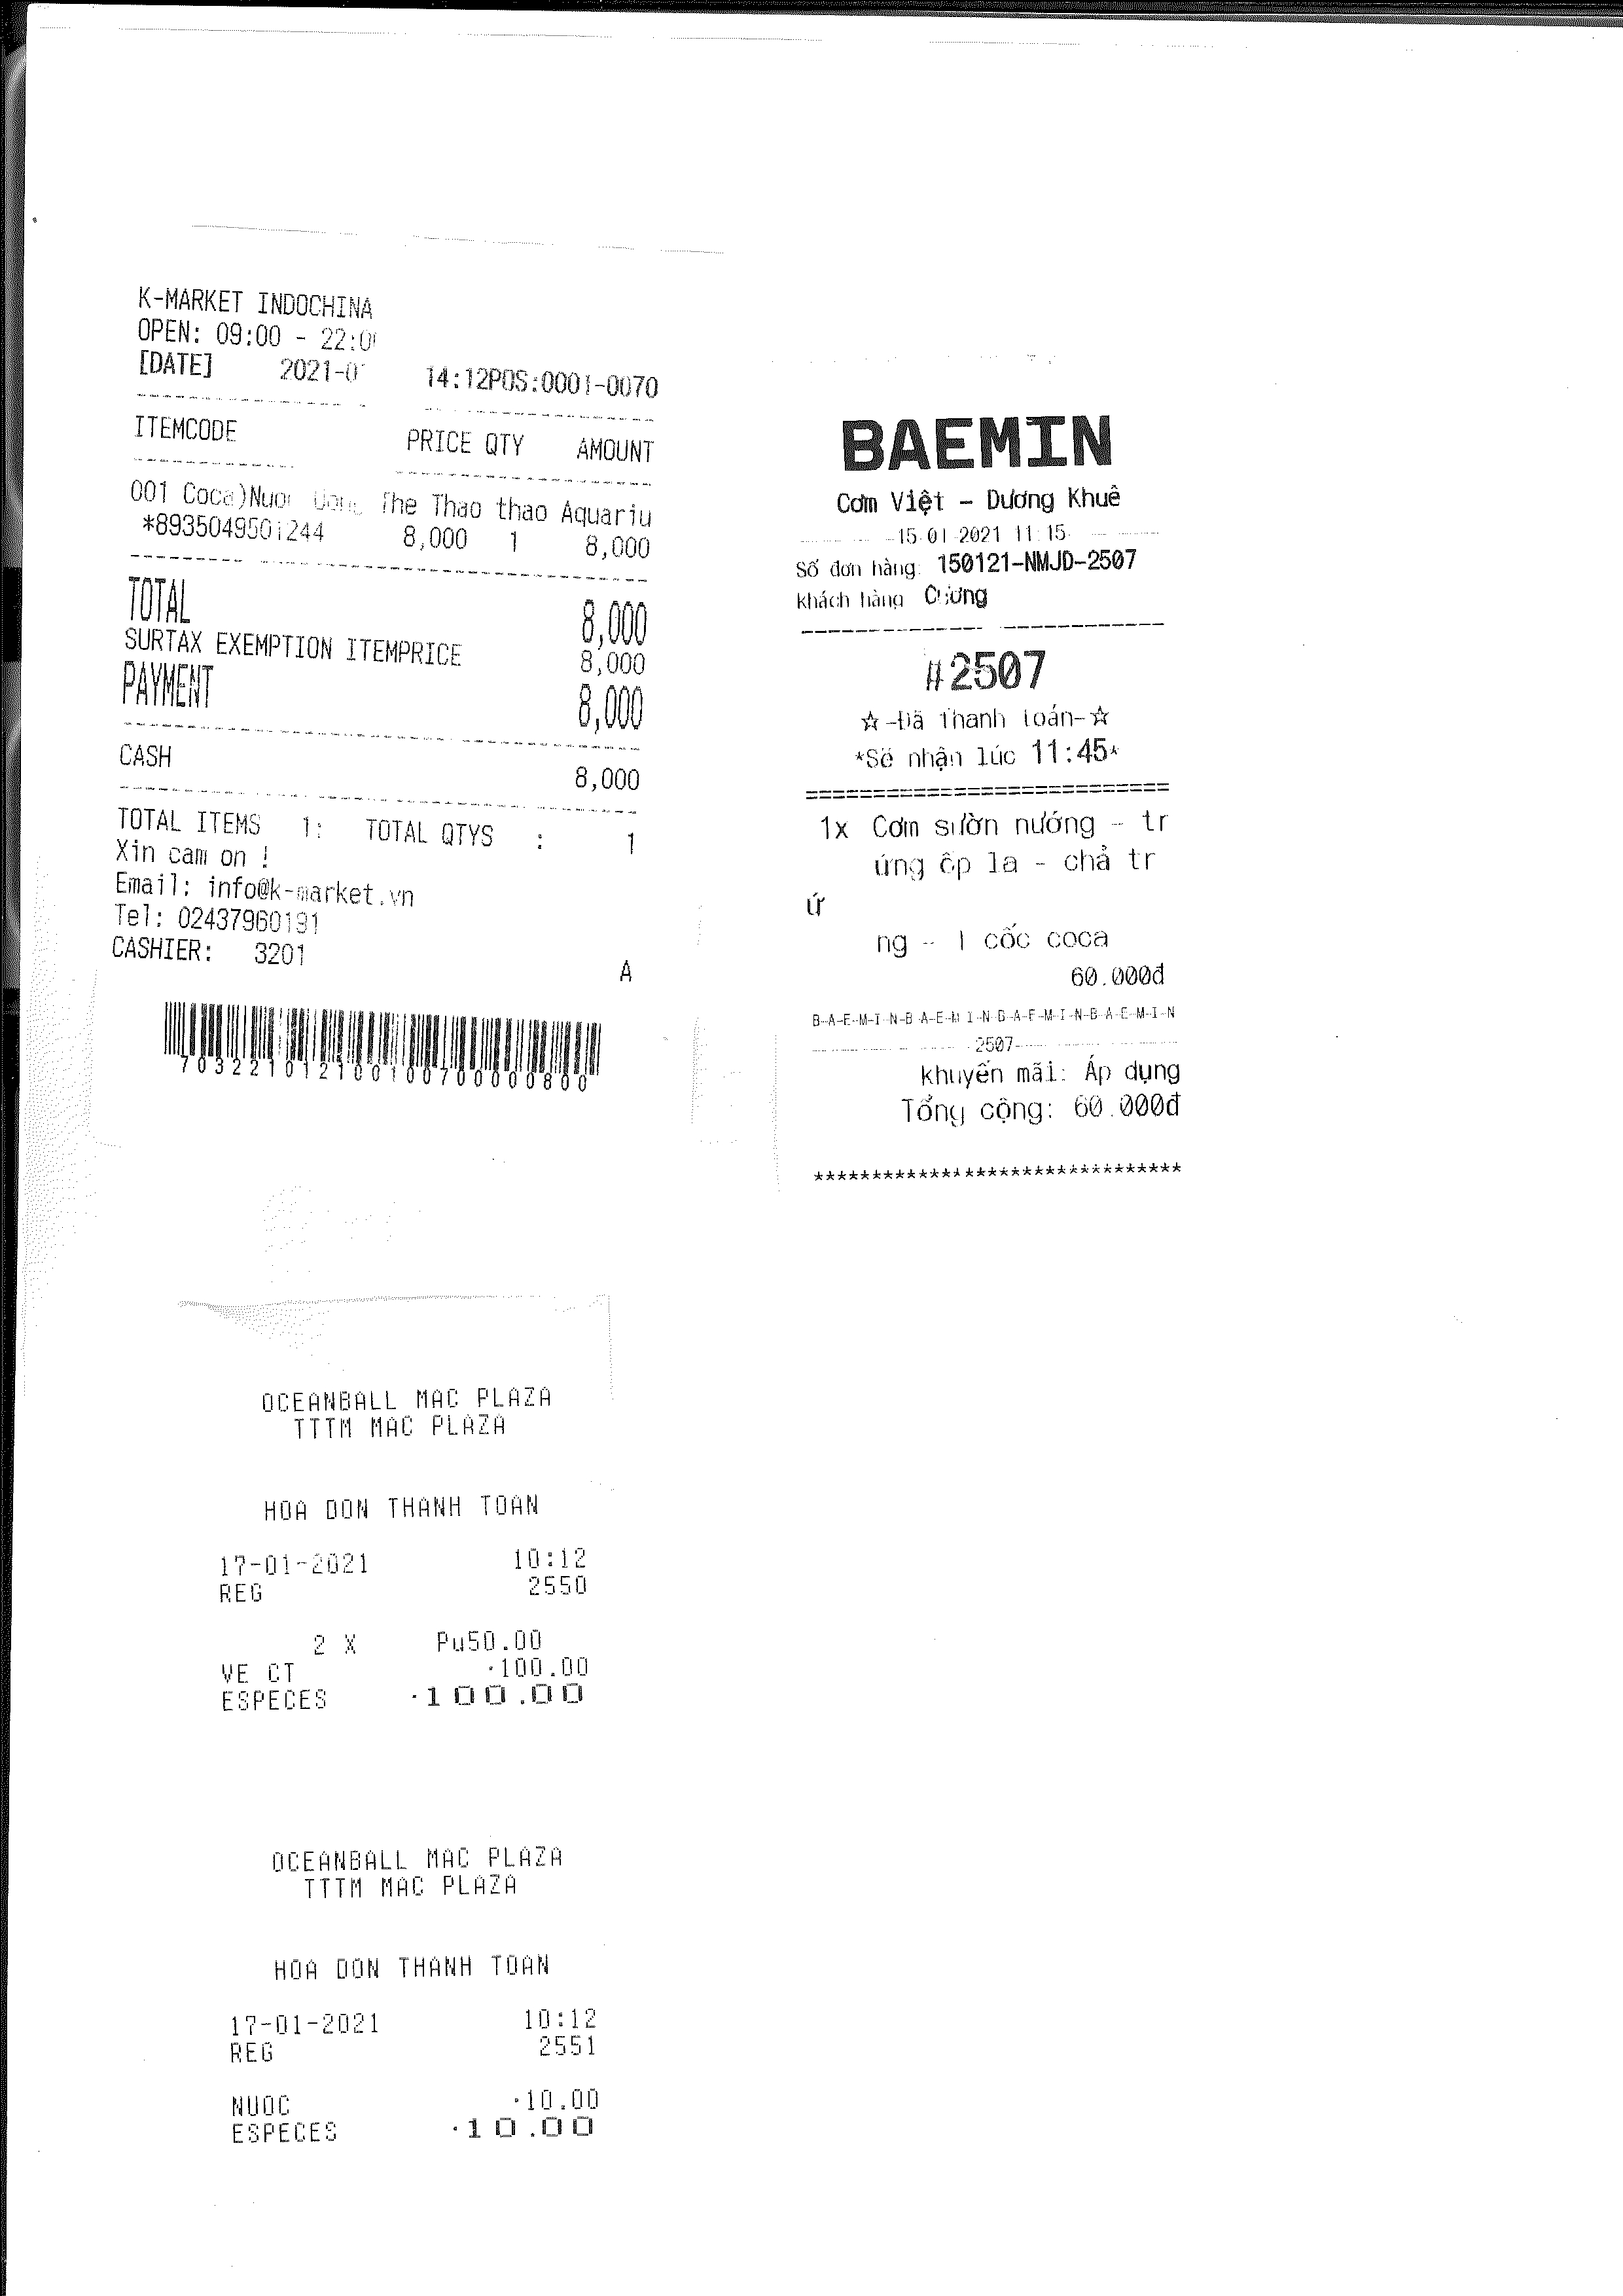 K-MARKET INDOCHINA
OPEN: 09:00 - 22:0
[DATE] 2021-0 14:12POS:0001-0070
ITEMCODE PRICE QTY AMOUNT
001 Coca)Nuoc Uong The Thao thao Aquariu
*8935049501244 8,000 1 8,000
TOTAL 8,000
SURTAX EXEMPTION ITEMPRICE 8,000
PAYMENT 8,000
CASH 8,000
TOTAL ITEMS 1: TOTAL QTYS : 1
Xin cam on !
Email: info@k-market.vn
Tel: 02437960191
CASHIER: 3201
A
7032210121001007000000800
BAEMIN
Cơm Việt - Dương Khuê
15-01-2021 11:15
Số đơn hàng: 150121-NMJD-2507
Khách hàng
#2507
☆-Đã Thanh toán-☆
*Sẽ nhận lúc 11:45*
==========================
1x Cơm sườn nướng - tr
ứng ốp la - chả tr
ứ
ng - 1 cốc coca
60.000đ
B-A-E-M-I-N-B-A-E-M-I-N-B-A-E-M-I-N-B-A-E-M-I-N
2507
Khuyến mãi: Áp dụng
Tổng cộng: 60.000đ
*******************************
OCEANBALL MAC PLAZA
TTTM MAC PLAZA
HOA DON THANH TOAN
17-01-2021 10:12
REG 2550
2 X Pu50.00
VE CT ·100.00
ESPECES ·100.00
OCEANBALL MAC PLAZA
TTTM MAC PLAZA
HOA DON THANH TOAN
17-01-2021 10:12
REG 2551
NUOC ·10.00
ESPECES ·10.00